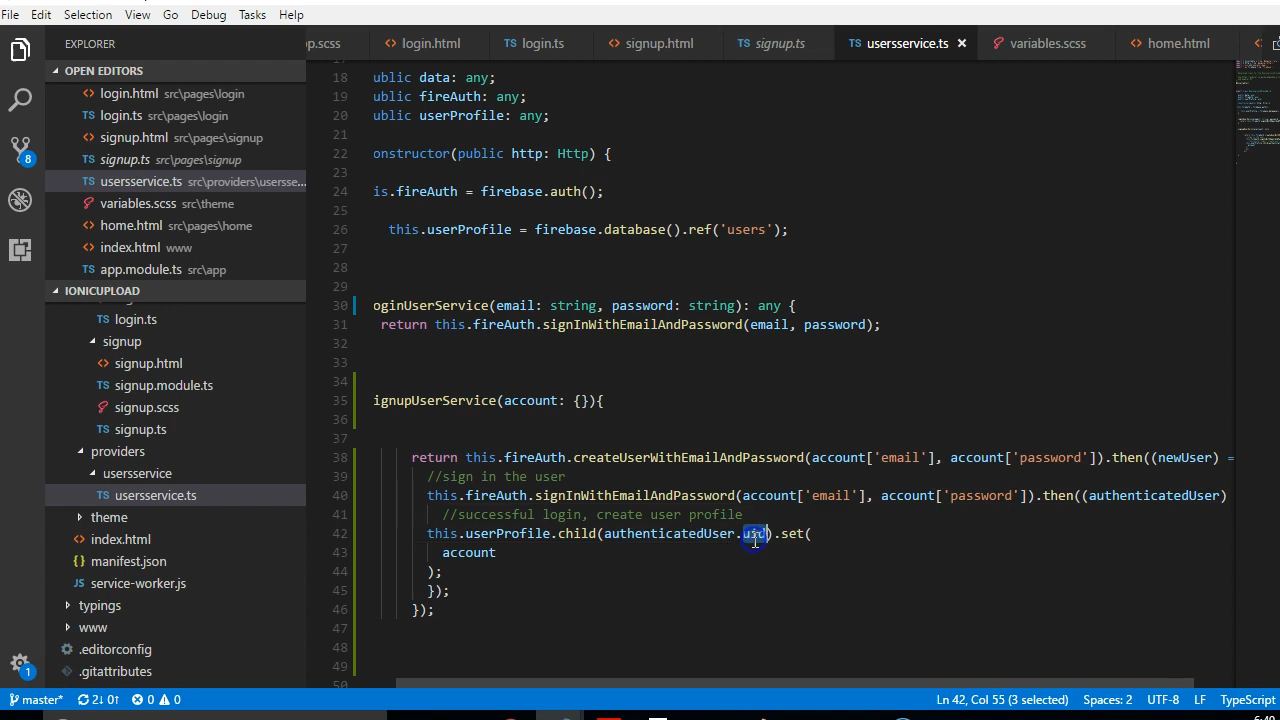 File Edit Selection View Go Debug Tasks Help
EXPLORER
op.scss login.html login.ts signup.html signup.ts usersservice.ts variables.scss home.html
OPEN EDITORS
login.html src\pages\login
login.ts src\pages\login
signup.html src\pages\signup
signup.ts src\pages\signup
usersservice.ts src\providers\usersse...
variables.scss src\theme
home.html src\pages\home
index.html www
app.module.ts src\app
IONICUPLOAD
login.ts
signup
signup.html
signup.module.ts
signup.scss
signup.ts
providers
usersservice
usersservice.ts
theme
index.html
manifest.json
service-worker.js
typings
www
.editorconfig
.gitattributes
18 ublic data: any;
19 ublic fireAuth: any;
20 ublic userProfile: any;
21
22 onstructor(public http: Http) {
23
24 is.fireAuth = firebase.auth();
25
26 this.userProfile = firebase.database().ref('users');
27
28
29
30 oginUserService(email: string, password: string): any {
31 return this.fireAuth.signInWithEmailAndPassword(email, password);
32
33
34
35 ignupUserService(account: {}){
36
37
38 return this.fireAuth.createUserWithEmailAndPassword(account['email'], account['password']).then((newUser) =
39 //sign in the user
40 this.fireAuth.signInWithEmailAndPassword(account['email'], account['password']).then((authenticatedUser)
41 //successful login, create user profile
42 this.userProfile.child(authenticatedUser.uid).set(
43 account
44 );
45 });
46 });
47
48
49
50
8
1
master* 2↓ 0↑ 0 0 Ln 42, Col 55 (3 selected) Spaces: 2 UTF-8 LF TypeScript